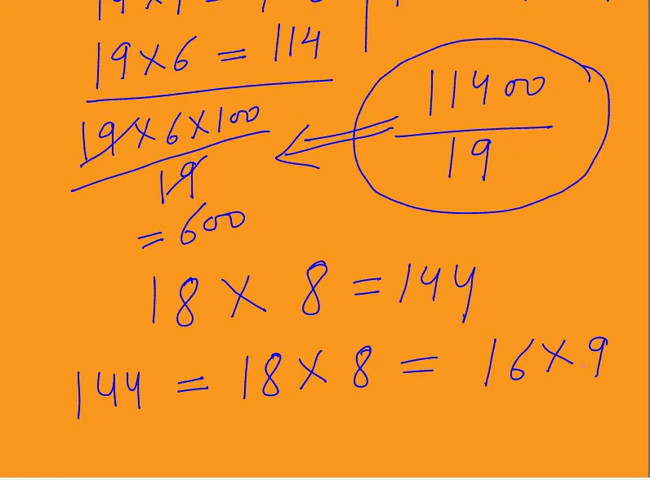 19 × 6 = 114
11400
19
19 × 6 × 100
19
= 600
18 × 8 = 144
144 = 18 × 8 = 16 × 9